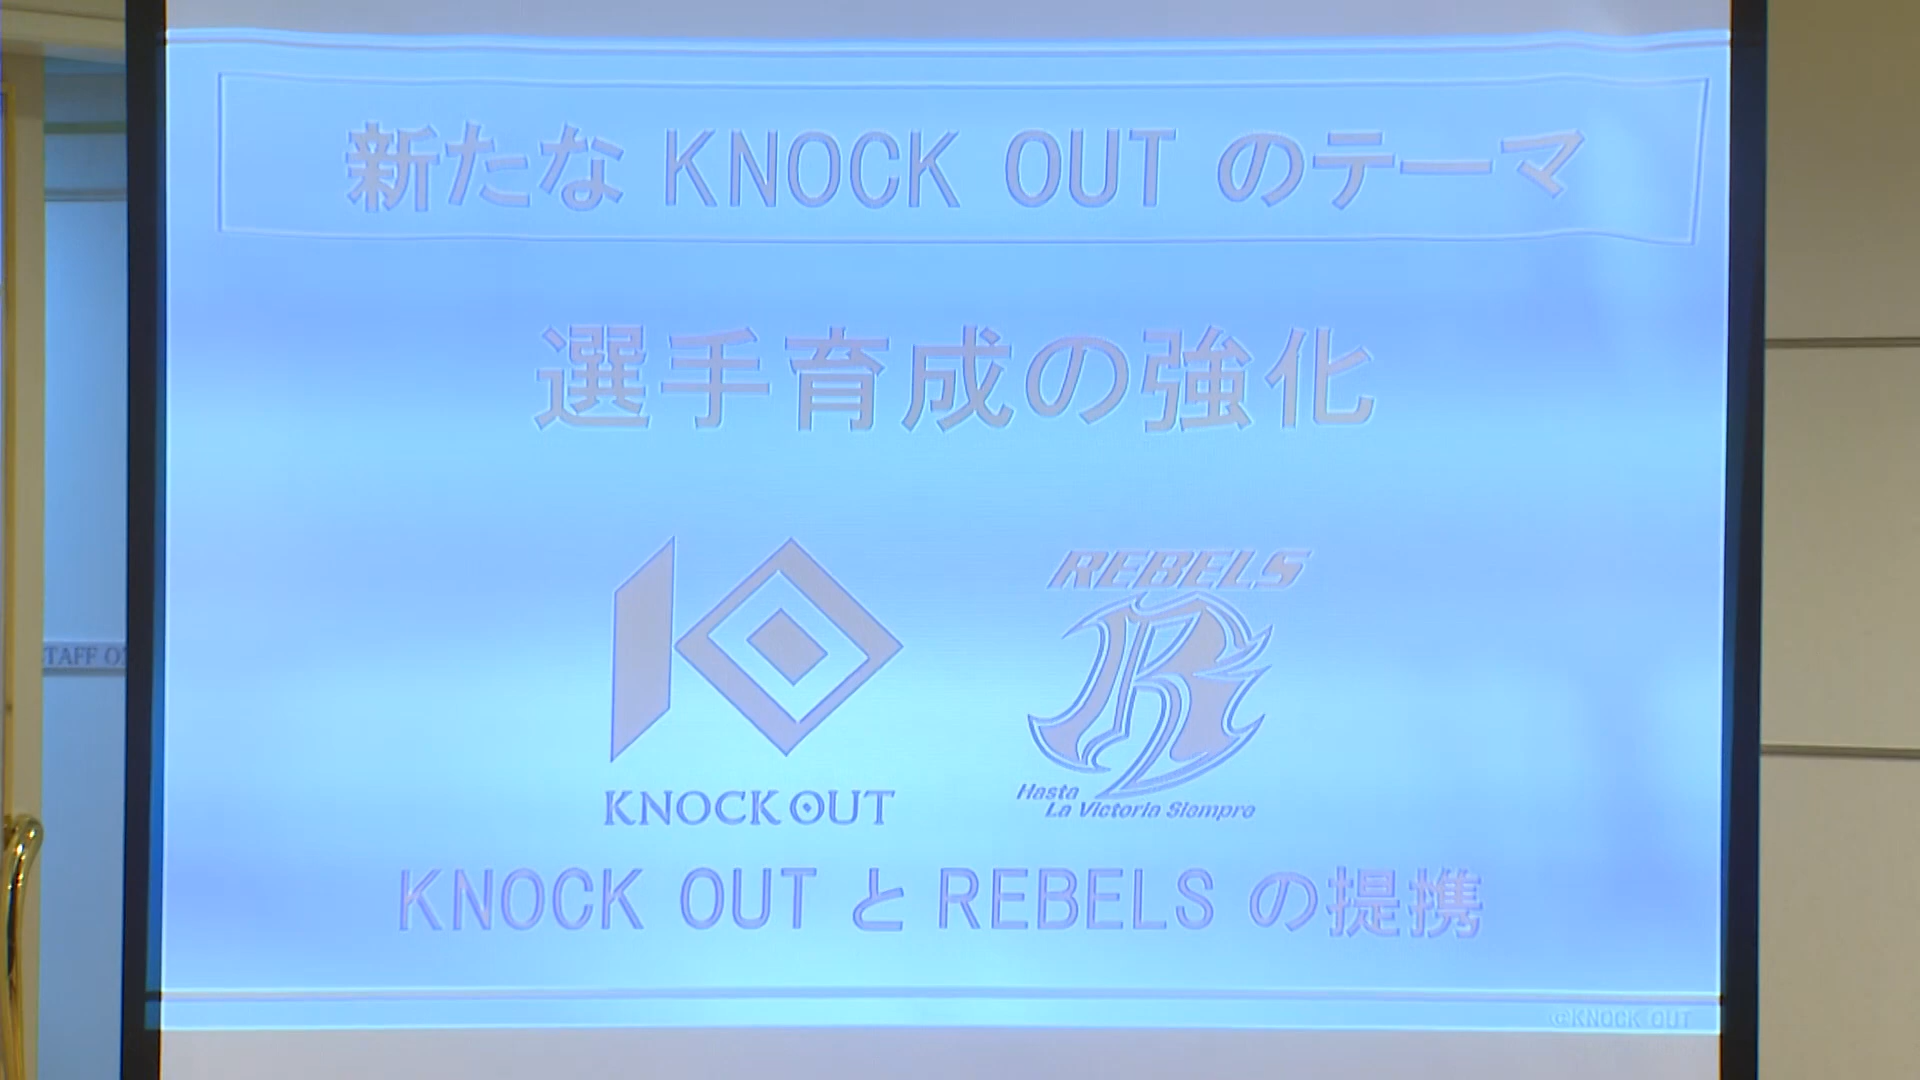 新たな KNOCK OUT のテーマ
選手育成の強化
REBELS
KNOCK OUT
Hasta
La Victoria Siempre
KNOCK OUT と REBELS の提携
©KNOCK OUT
TAFF O